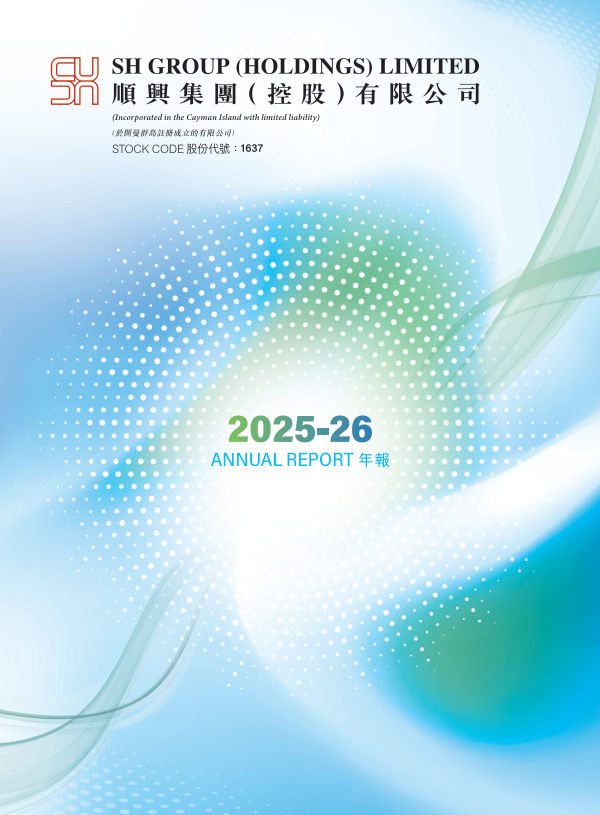 SH GROUP (HOLDINGS) LIMITED
順興集團(控股)有限公司
(Incorporated in the Cayman Island with limited liability)
(於開曼群島註冊成立的有限公司)
STOCK CODE 股份代號：1637
2025-26
ANNUAL REPORT 年報